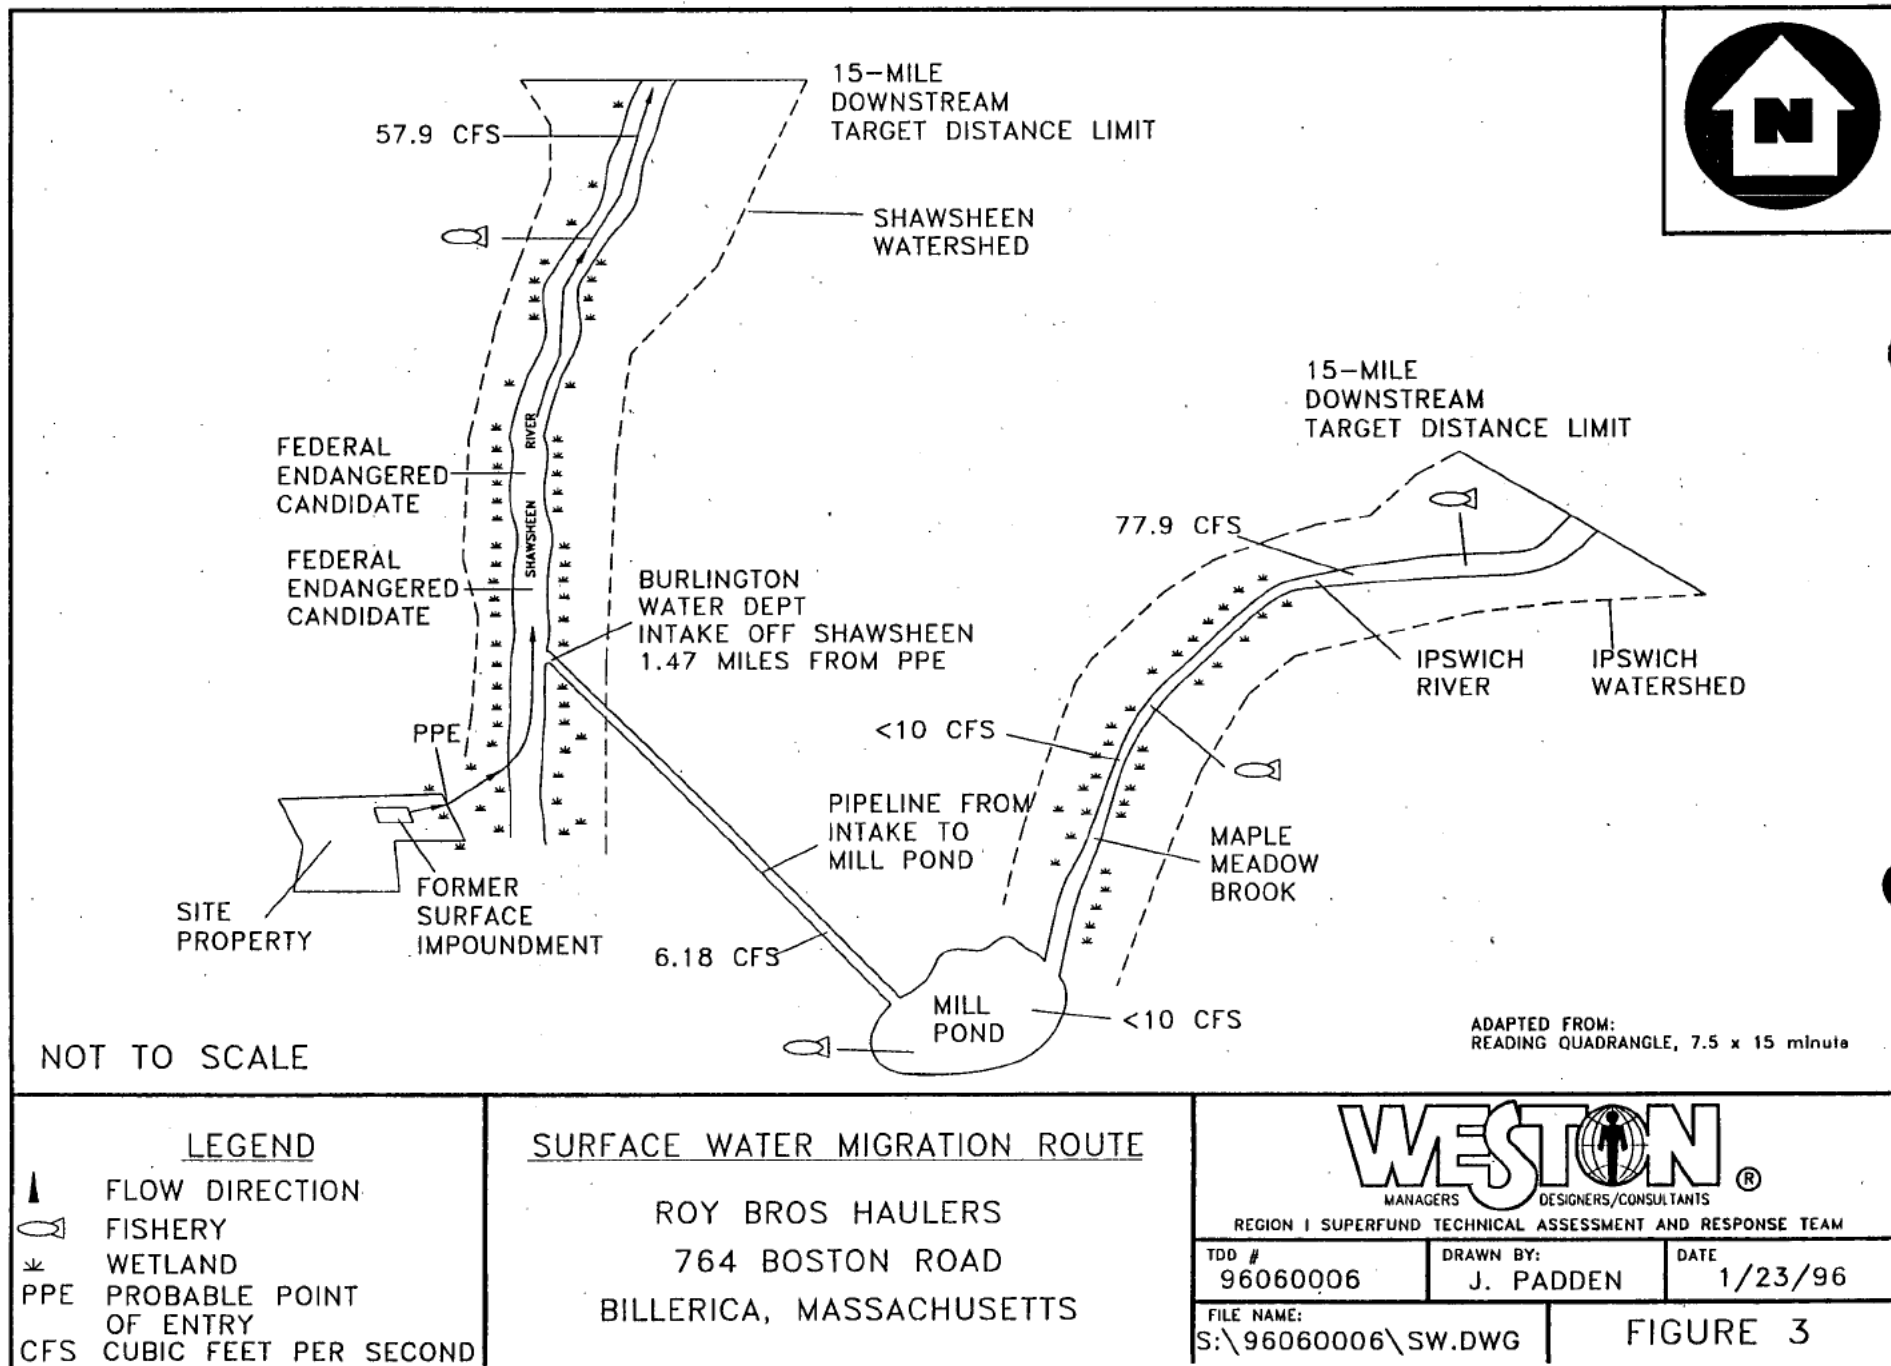 15-MILE
DOWNSTREAM
TARGET DISTANCE LIMIT
57.9 CFS
SHAWSHEEN
WATERSHED
N
15-MILE
DOWNSTREAM
TARGET DISTANCE LIMIT
FEDERAL
ENDANGERED
CANDIDATE
RIVER
SHAWSHEEN
77.9 CFS
FEDERAL
ENDANGERED
CANDIDATE
BURLINGTON
WATER DEPT
INTAKE OFF SHAWSHEEN
1.47 MILES FROM PPE
IPSWICH
RIVER
IPSWICH
WATERSHED
PPE
<10 CFS
PIPELINE FROM
INTAKE TO
MILL POND
MAPLE
MEADOW
BROOK
SITE
PROPERTY
FORMER
SURFACE
IMPOUNDMENT
6.18 CFS
MILL
POND
<10 CFS
NOT TO SCALE
ADAPTED FROM:
READING QUADRANGLE, 7.5 x 15 minute
LEGEND
FLOW DIRECTION
FISHERY
WETLAND
PPE PROBABLE POINT
OF ENTRY
CFS CUBIC FEET PER SECOND
SURFACE WATER MIGRATION ROUTE
ROY BROS HAULERS
764 BOSTON ROAD
BILLERICA, MASSACHUSETTS
WESTON ®
MANAGERS DESIGNERS/CONSULTANTS
REGION I SUPERFUND TECHNICAL ASSESSMENT AND RESPONSE TEAM
TDD #
96060006
DRAWN BY:
J. PADDEN
DATE
1/23/96
FILE NAME:
S:\96060006\SW.DWG
FIGURE 3